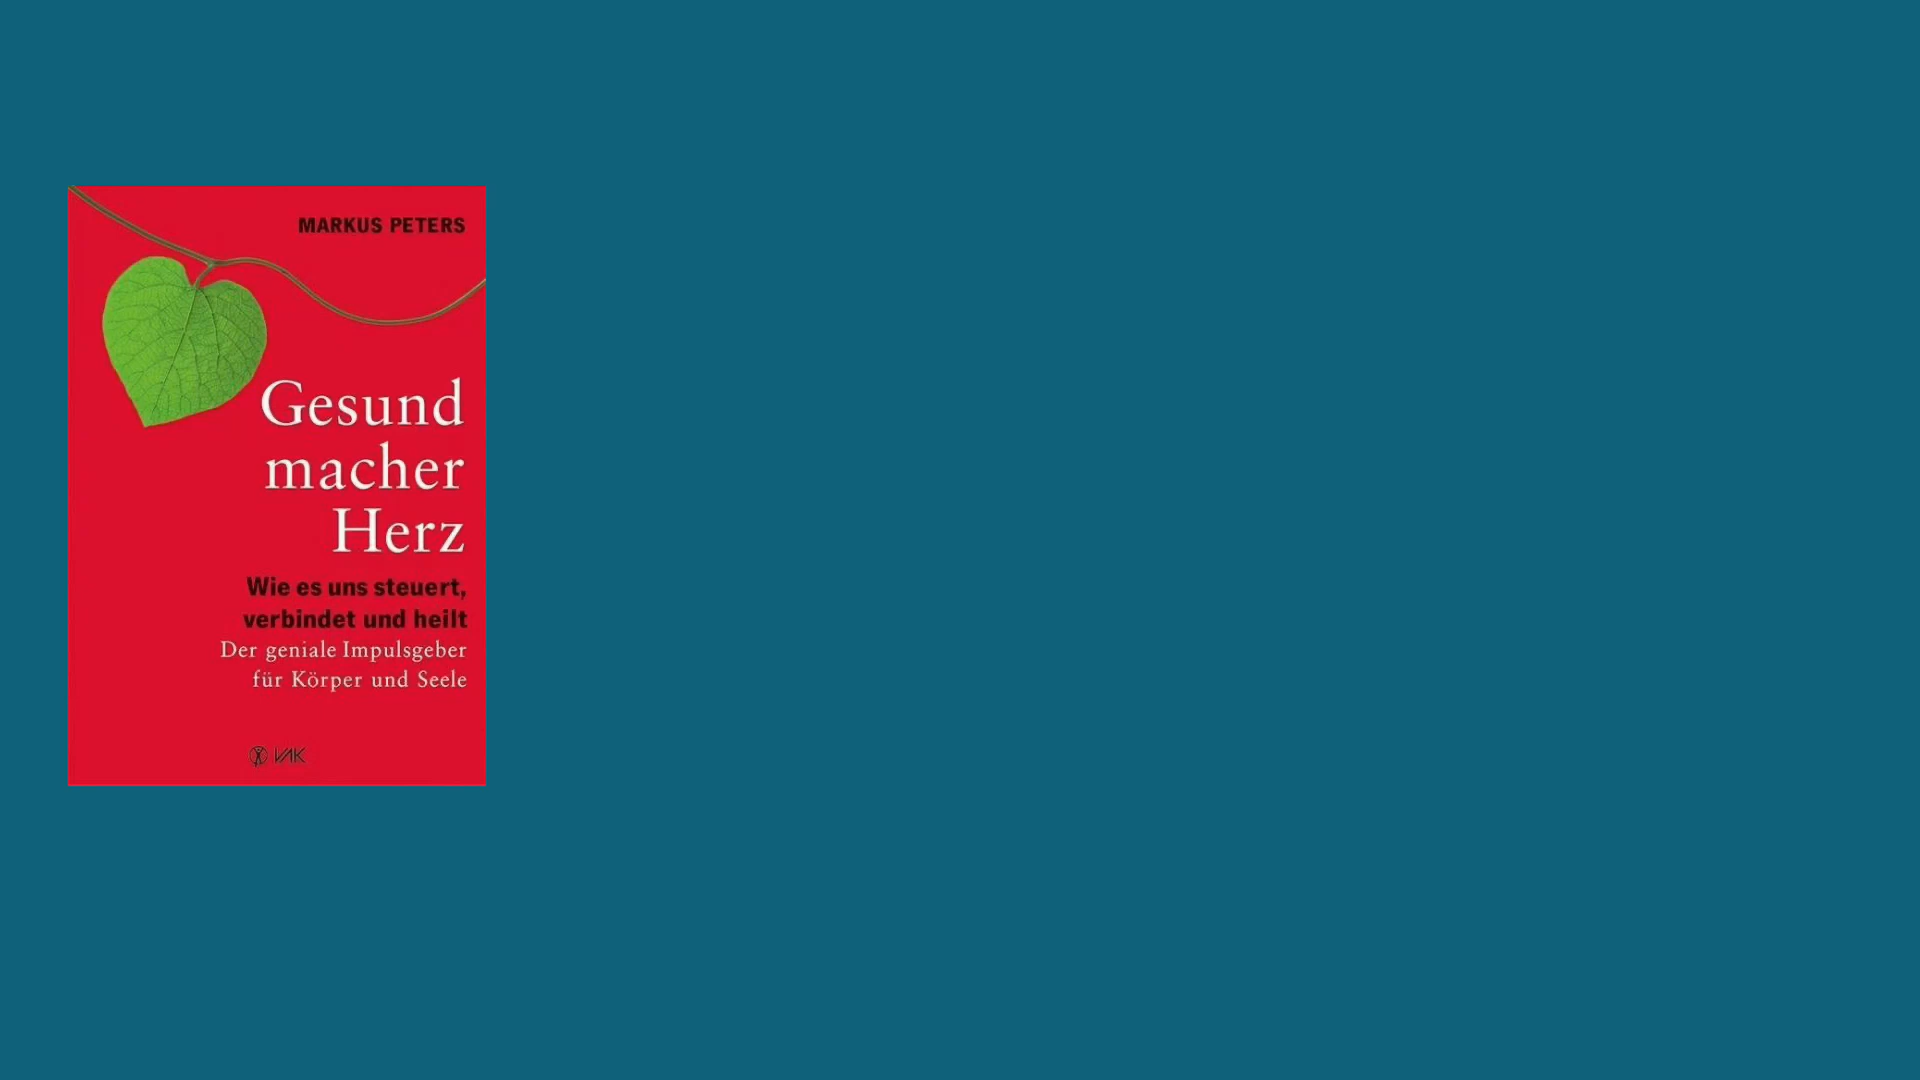 MARKUS PETERS
Gesund
macher
Herz
Wie es uns steuert,
verbindet und heilt
Der geniale Impulsgeber
für Körper und Seele
VAK